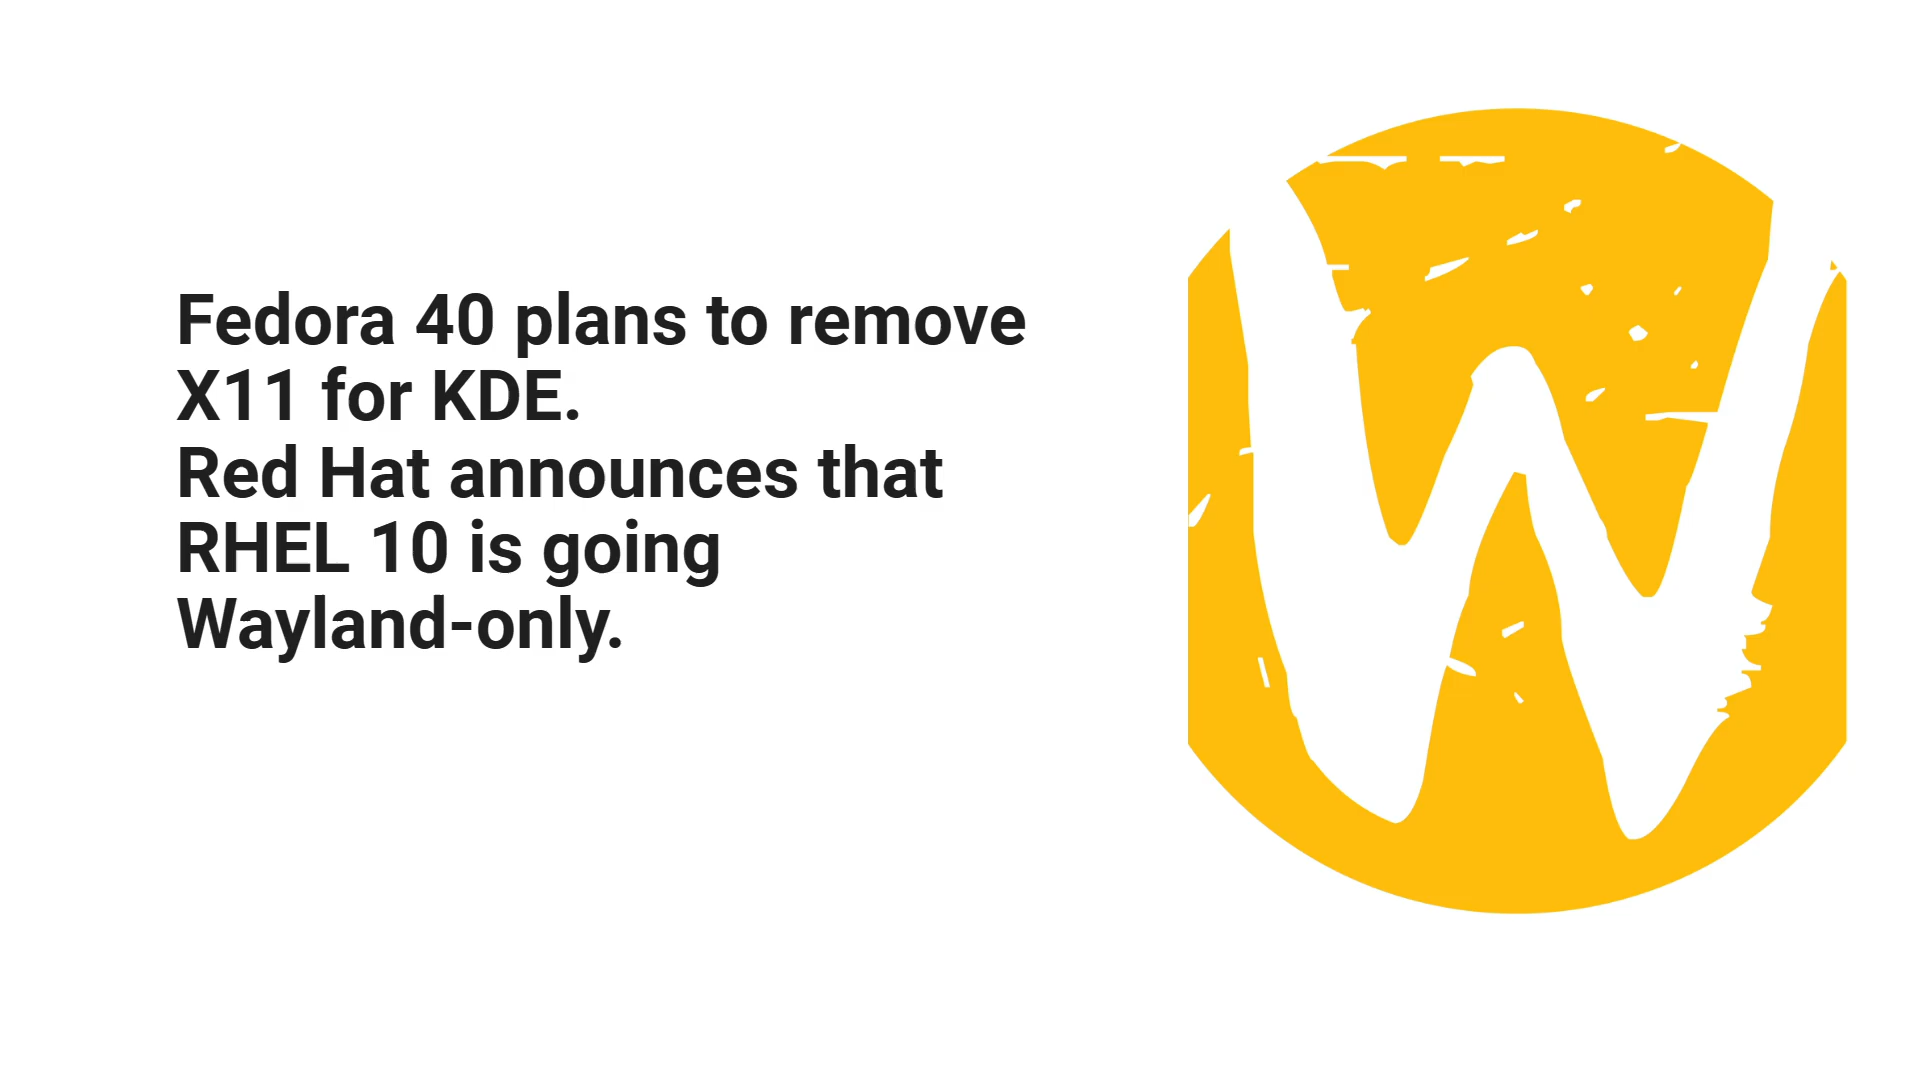 Fedora 40 plans to remove
X11 for KDE.
Red Hat announces that
RHEL 10 is going
Wayland-only.
W